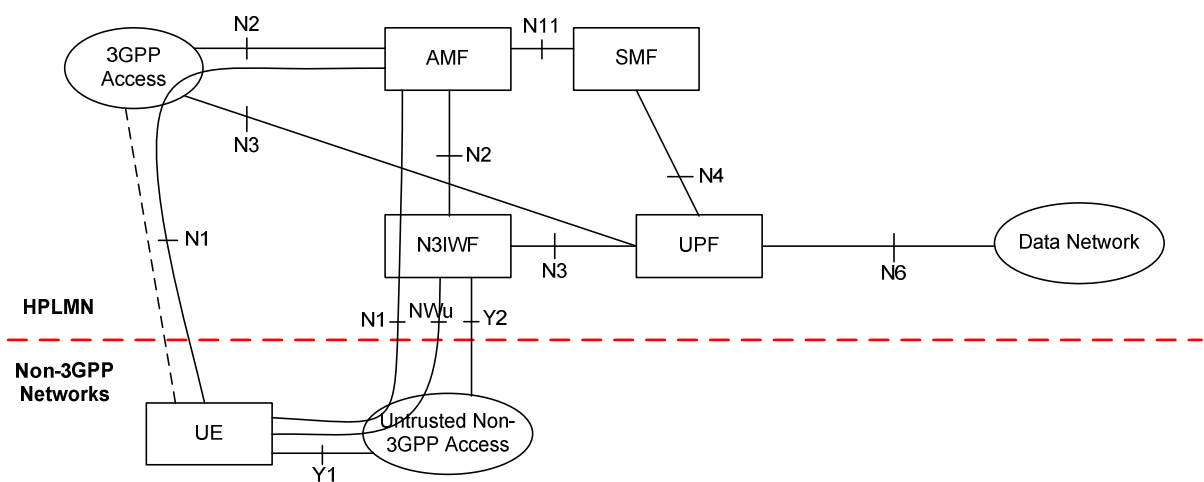 N2
3GPP
Access
AMF
N11
SMF
N3
N2
N4
N1
N3IWF
N3
UPF
N6
Data Network
HPLMN
N1
NWu
Y2
Non-3GPP
Networks
UE
Untrusted Non-
3GPP Access
Y1